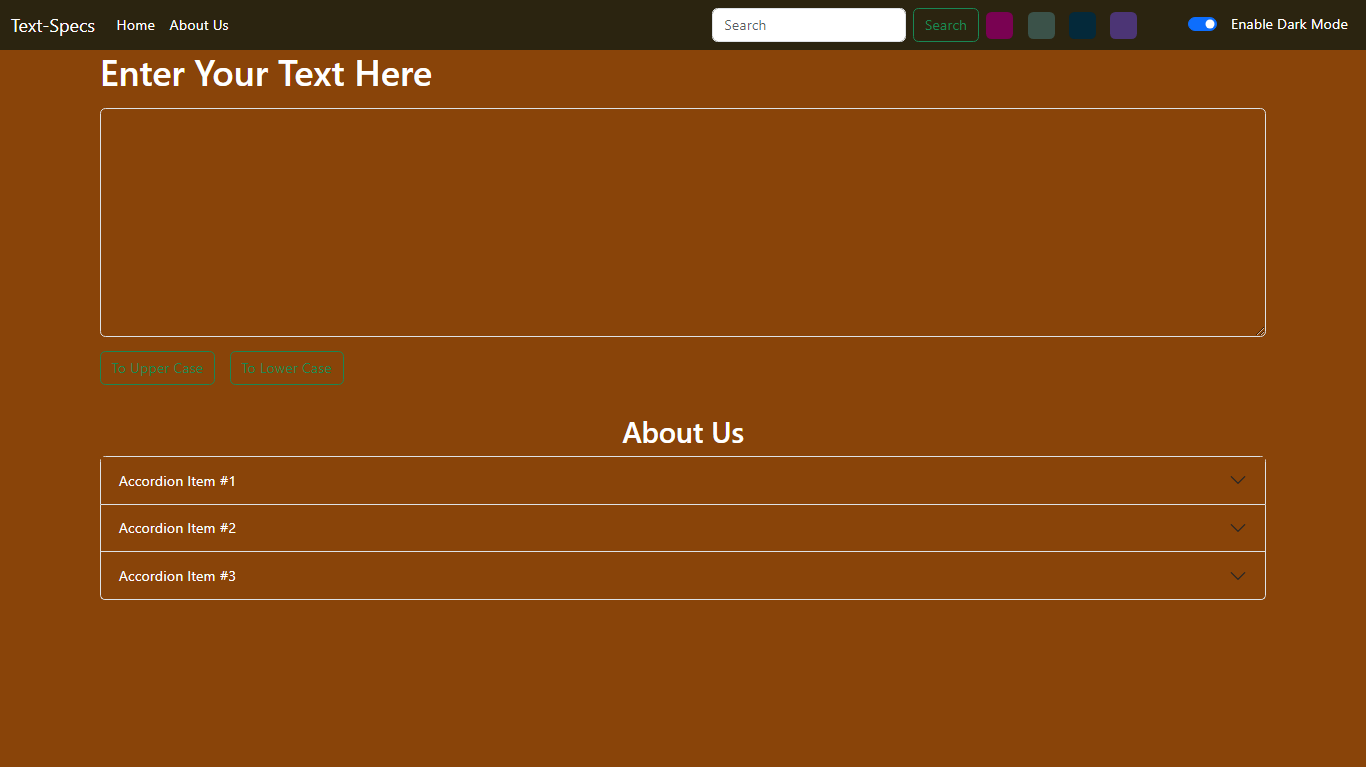 Text-Specs Home About Us Search Search Enable Dark Mode
Enter Your Text Here
To Upper Case To Lower Case
About Us
Accordion Item #1
Accordion Item #2
Accordion Item #3